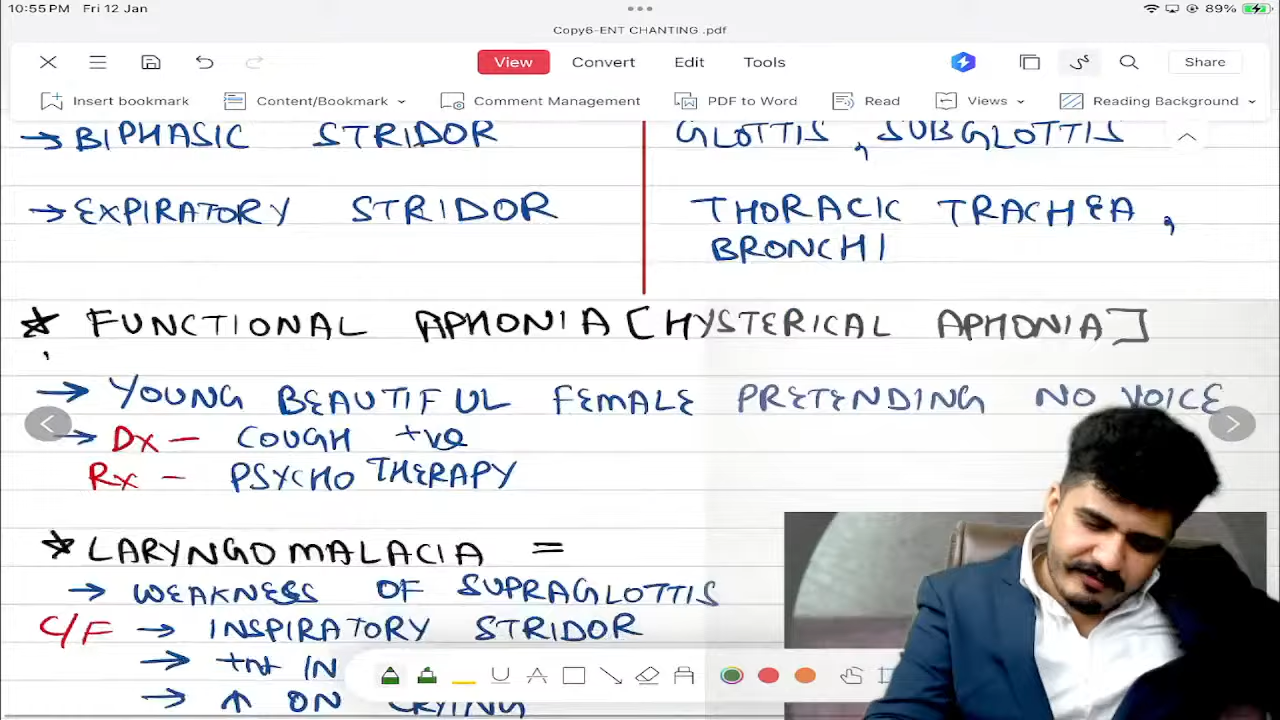 10:55 PM Fri 12 Jan
89%
Copy6-ENT CHANTING .pdf
View Convert Edit Tools Share
Insert bookmark Content/Bookmark Comment Management PDF to Word Read Views Reading Background
→ BIPHASIC STRIDOR GLOTTIS, SUBGLOTTIS
→ EXPIRATORY STRIDOR THORACIC TRACHEA,
BRONCHI
* FUNCTIONAL APHONIA [HYSTERICAL APHONIA]
→ YOUNG BEAUTIFUL FEMALE PRETENDING NO VOICE
→ Dx - COUGH +ve
Rx - PSYCHOTHERAPY
* LARYNGOMALACIA =
→ WEAKNESS OF SUPRAGLOTTIS
C/F → INSPIRATORY STRIDOR
→ +nt IN
→ ↑ ON CRYING